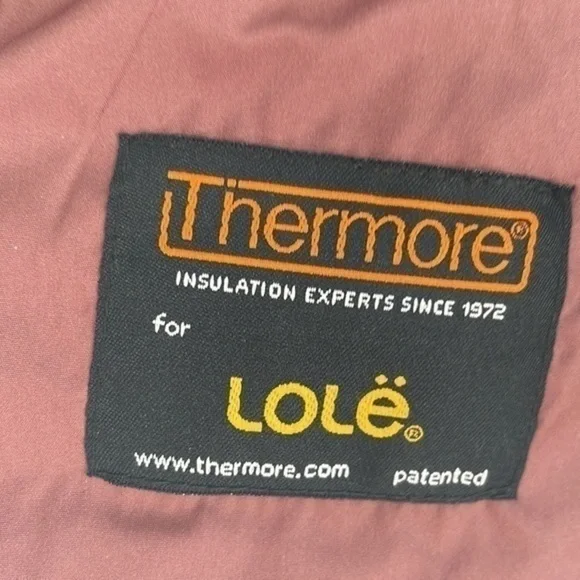 Thermore®
INSULATION EXPERTS SINCE 1972
for
Lolë®
www.thermore.com patented